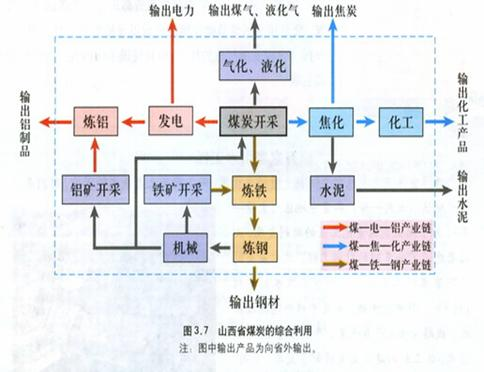 输出电力
输出煤气、液化气
输出焦炭
气化、液化
输出铝制品
炼铝
发电
煤炭开采
焦化
化工
输出化工产品
铝矿开采
铁矿开采
炼铁
水泥
输出水泥
机械
炼钢
煤—电—铝产业链
煤—焦—化产业链
煤—铁—钢产业链
输出钢材
图3.7 山西省煤炭的综合利用
注:图中输出产品为向省外输出。